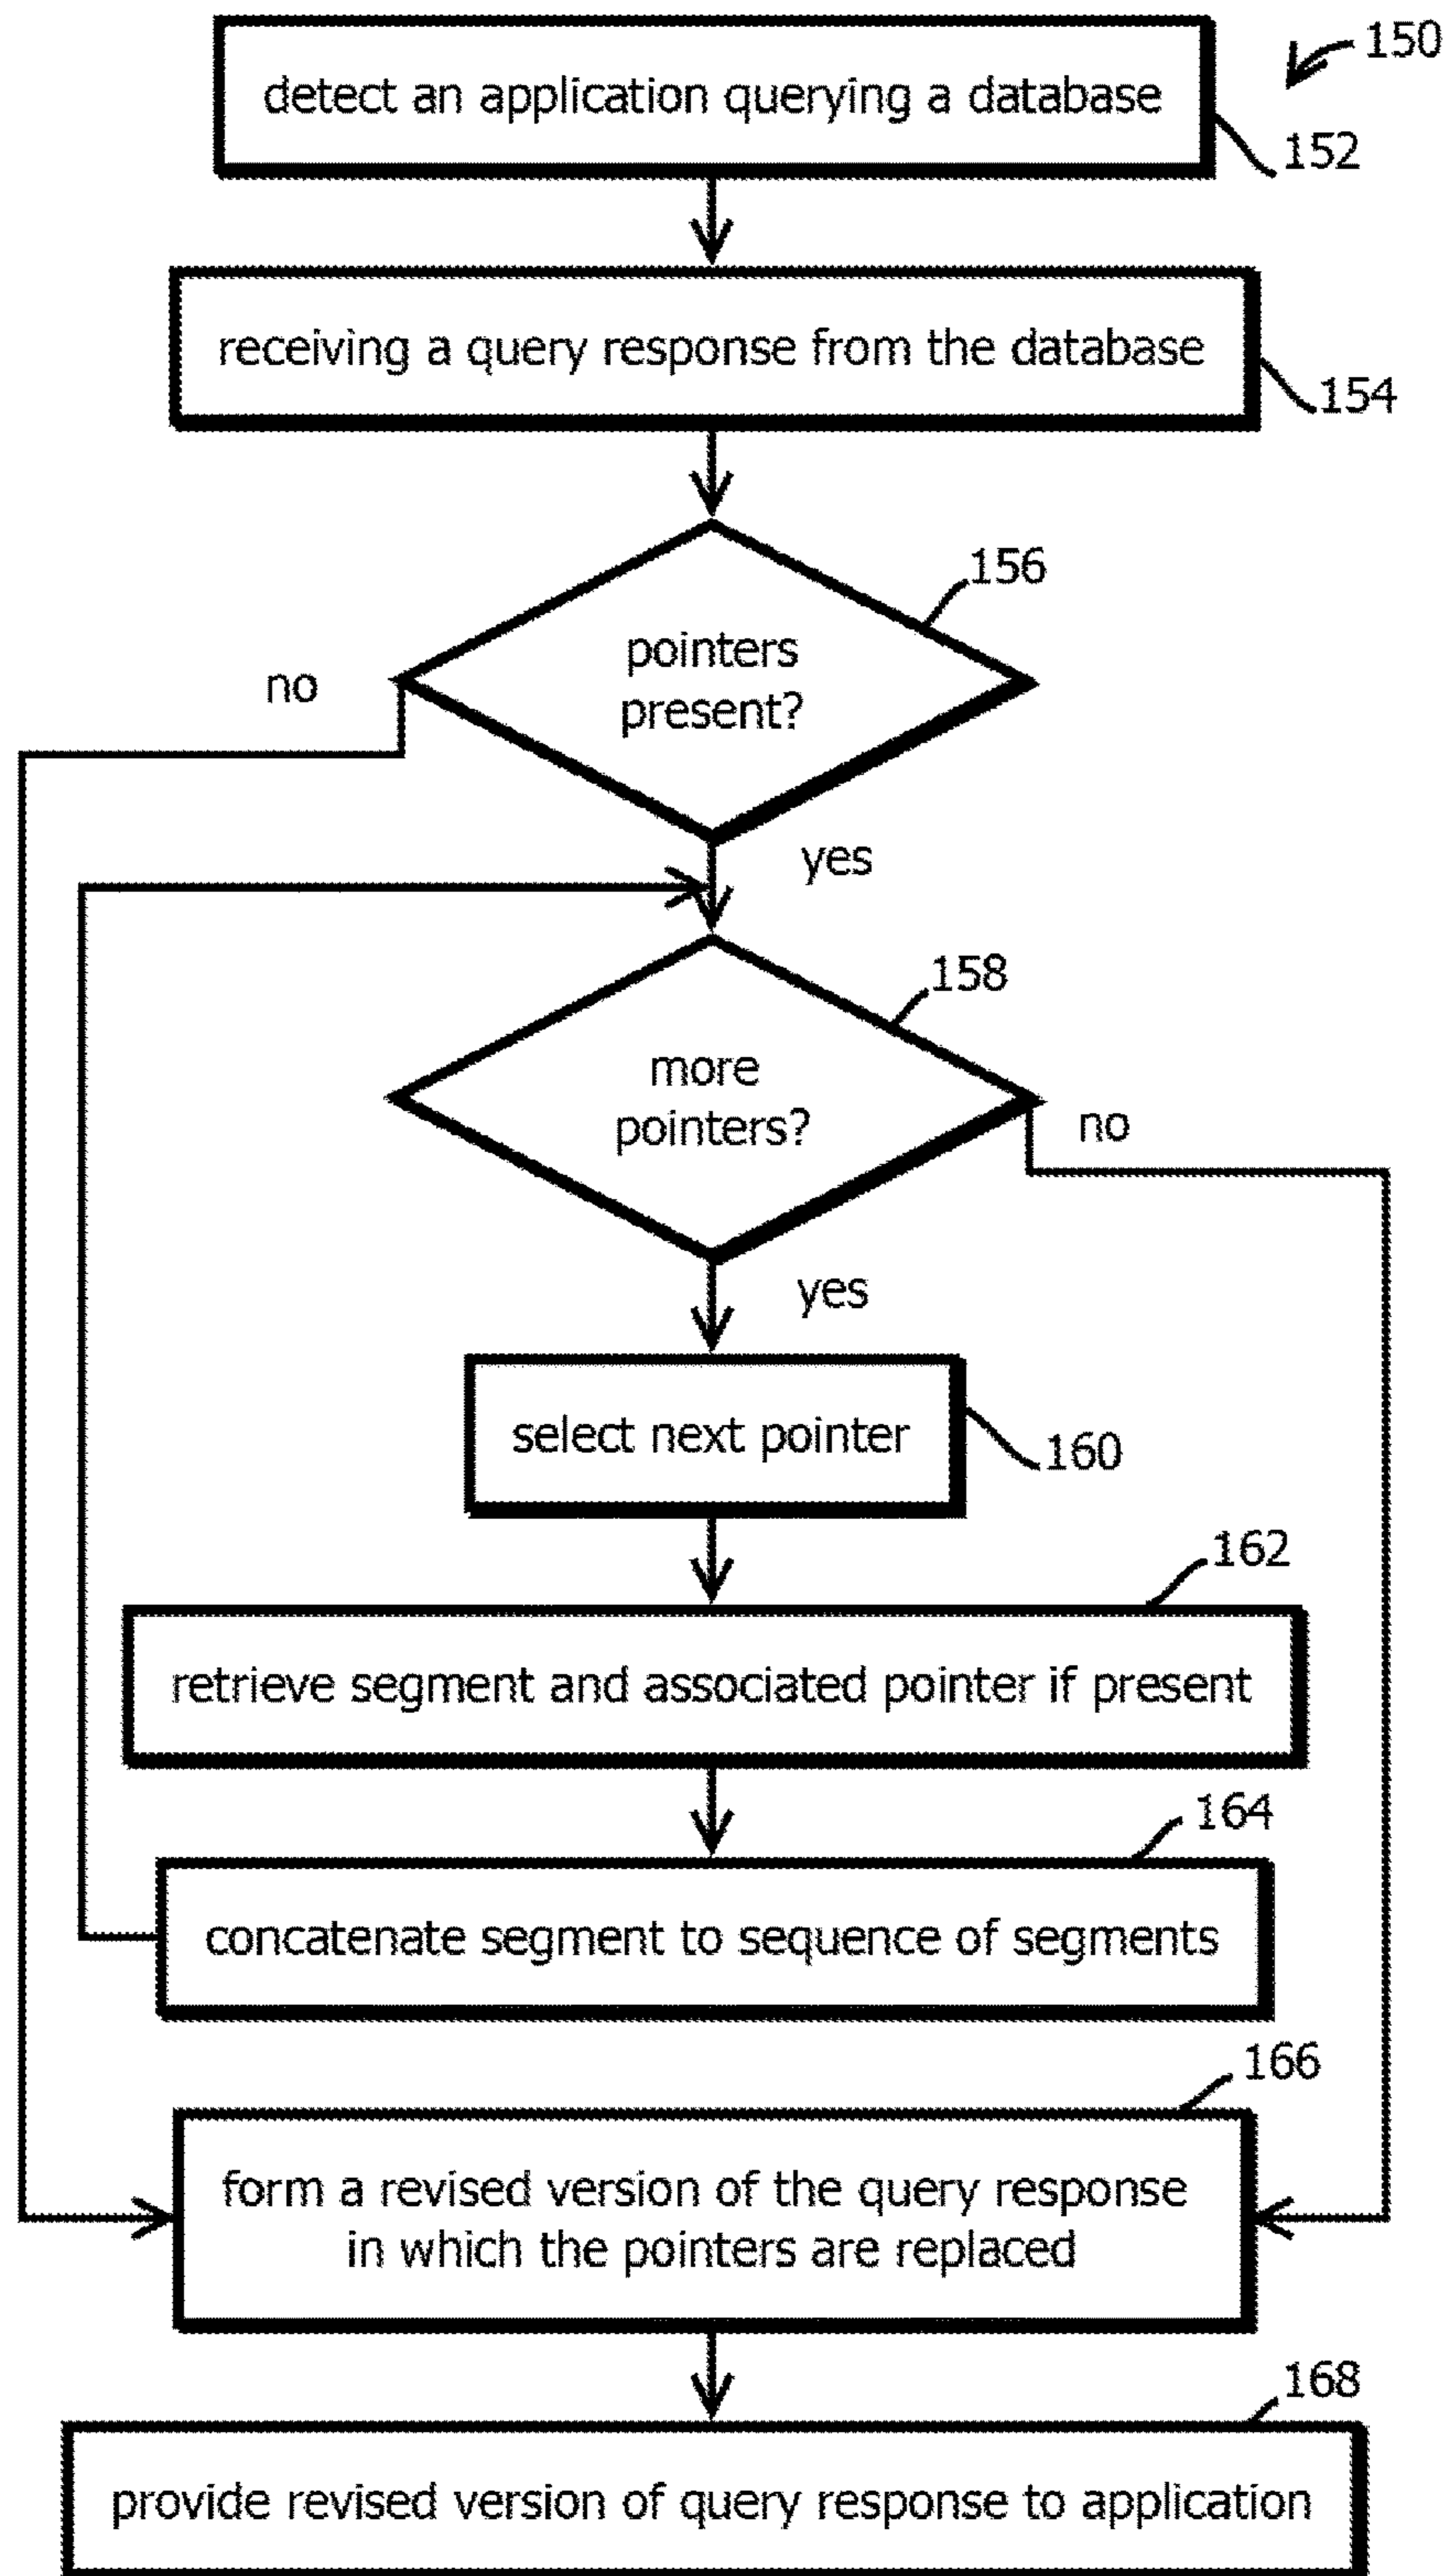 150
detect an application querying a database
152
receiving a query response from the database
154
156
pointers
present?
no
yes
158
more
pointers?
no
yes
select next pointer
160
162
retrieve segment and associated pointer if present
164
concatenate segment to sequence of segments
166
form a revised version of the query response
in which the pointers are replaced
168
provide revised version of query response to application